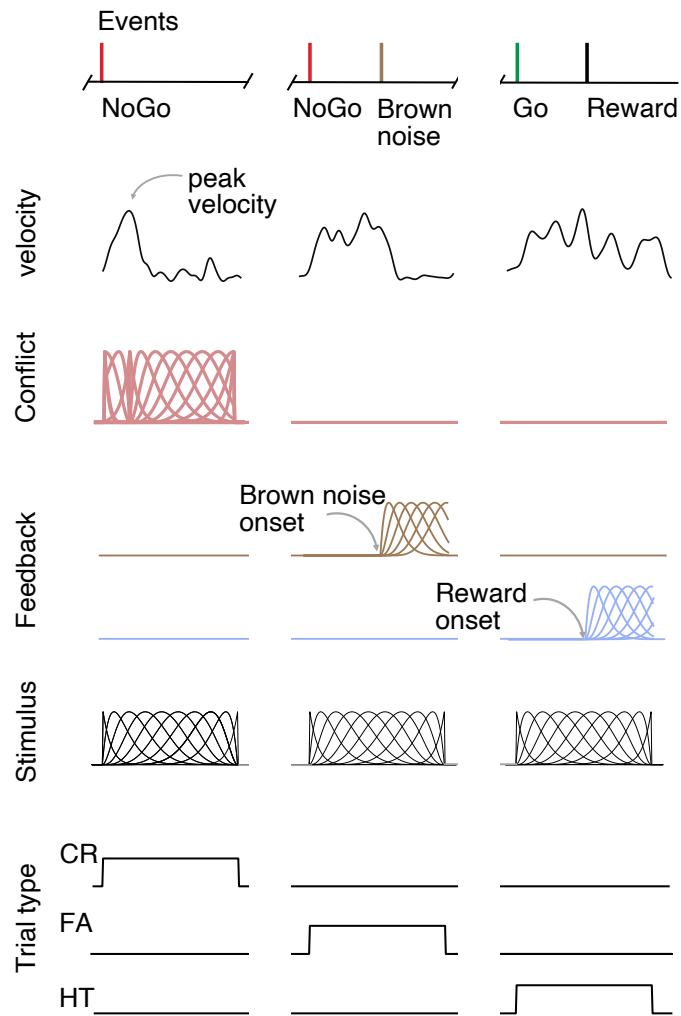 Events
NoGo
NoGo
Brown
noise
Go
Reward
velocity
peak
velocity
Conflict
Feedback
Brown noise
onset
Reward
onset
Stimulus
Trial type
CR
FA
HT